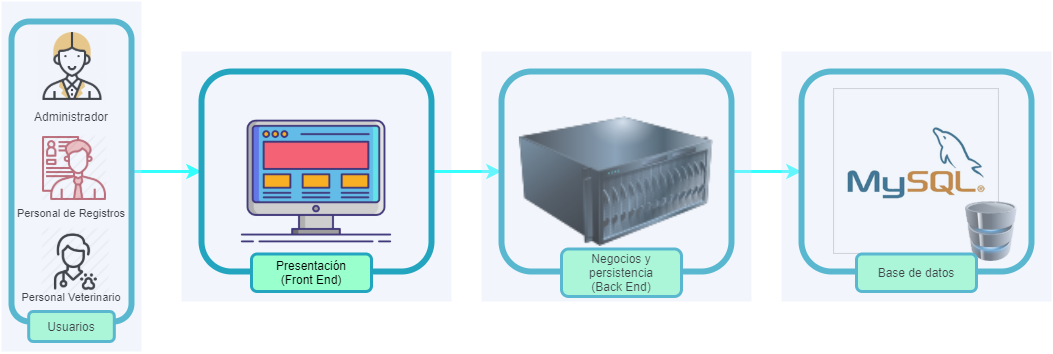 Administrador
Personal de Registros
Personal Veterinario
Usuarios
Presentación
(Front End)
Negocios y
persistencia
(Back End)
MySQL®
Base de datos